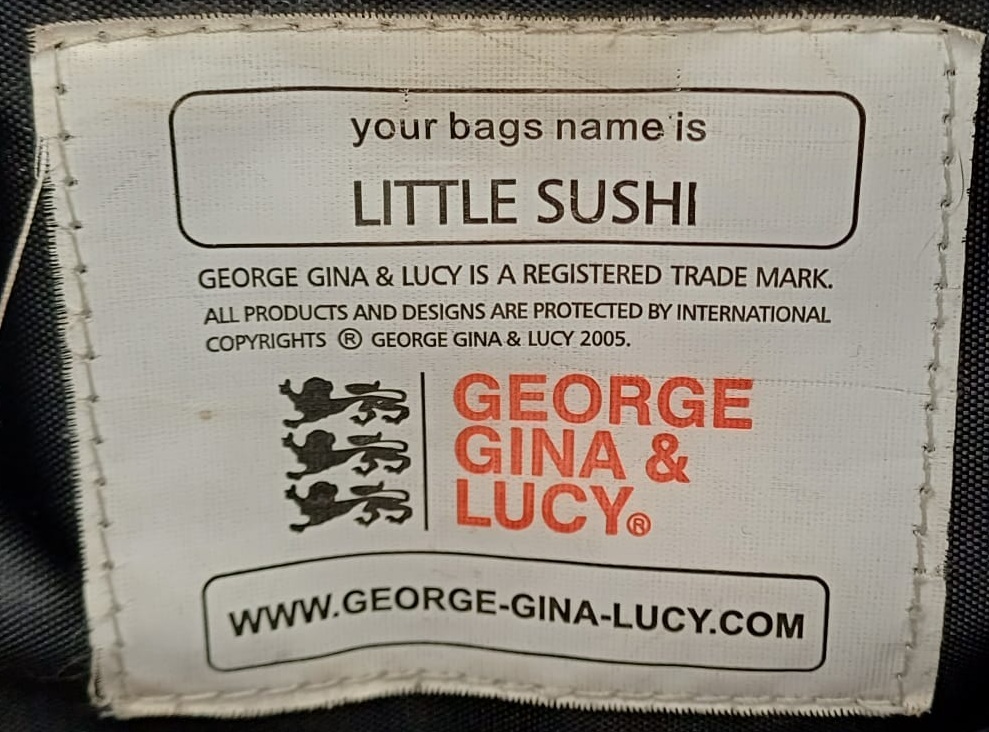 your bags name is
LITTLE SUSHI
GEORGE GINA & LUCY IS A REGISTERED TRADE MARK.
ALL PRODUCTS AND DESIGNS ARE PROTECTED BY INTERNATIONAL
COPYRIGHTS ® GEORGE GINA & LUCY 2005.
GEORGE
GINA &
LUCY®
WWW.GEORGE-GINA-LUCY.COM